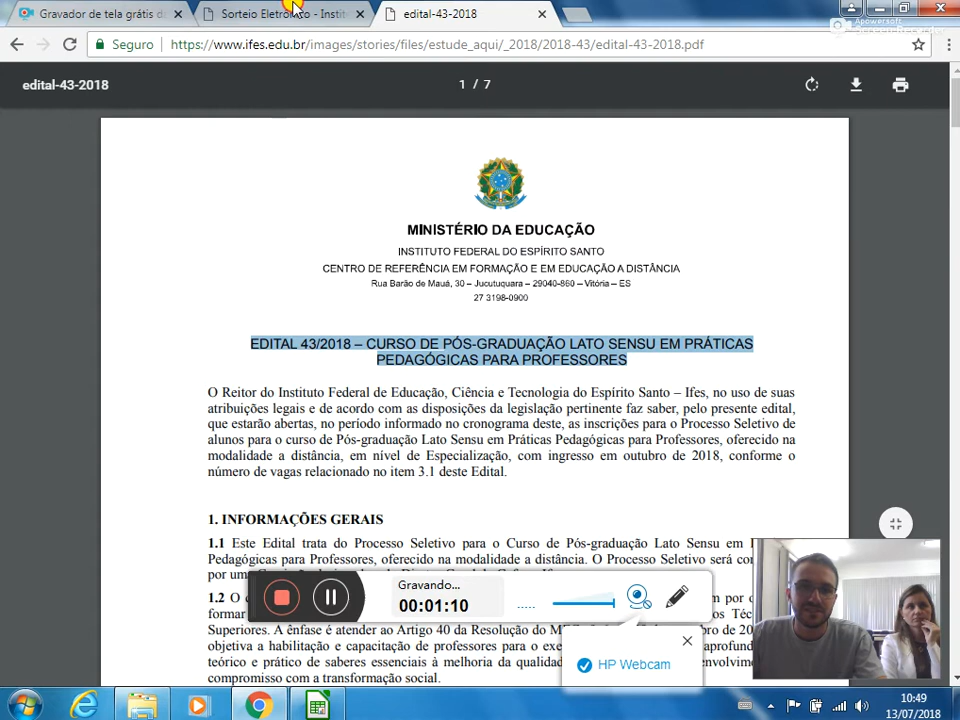 Gravador de tela grátis d
Sorteio Eletrônico - Instit
edital-43-2018
Seguro
https://www.ifes.edu.br/images/stories/files/estude_aqui/_2018/2018-43/edital-43-2018.pdf
Apowersoft
Screen Recorder
edital-43-2018
1 / 7
MINISTÉRIO DA EDUCAÇÃO
INSTITUTO FEDERAL DO ESPÍRITO SANTO
CENTRO DE REFERÊNCIA EM FORMAÇÃO E EM EDUCAÇÃO A DISTÂNCIA
Rua Barão de Mauá, 30 – Jucutuquara – 29040-860 – Vitória – ES
27 3198-0900
EDITAL 43/2018 – CURSO DE PÓS-GRADUAÇÃO LATO SENSU EM PRÁTICAS
PEDAGÓGICAS PARA PROFESSORES
O Reitor do Instituto Federal de Educação, Ciência e Tecnologia do Espírito Santo – Ifes, no uso de suas
atribuições legais e de acordo com as disposições da legislação pertinente faz saber, pelo presente edital,
que estarão abertas, no período informado no cronograma deste, as inscrições para o Processo Seletivo de
alunos para o curso de Pós-graduação Lato Sensu em Práticas Pedagógicas para Professores, oferecido na
modalidade a distância, em nível de Especialização, com ingresso em outubro de 2018, conforme o
número de vagas relacionado no item 3.1 deste Edital.
1. INFORMAÇÕES GERAIS
1.1 Este Edital trata do Processo Seletivo para o Curso de Pós-graduação Lato Sensu em
Pedagógicas para Professores, oferecido na modalidade a distância. O Processo Seletivo será
por
1.2 O
formar
Superiores. A ênfase é atender ao Artigo 40 da Resolução do
objetiva a habilitação e capacitação de professores para o
teórico e prático de saberes essenciais à melhoria da
compromisso com a transformação social.
Gravando...
00:01:10
HP Webcam
10:49
13/07/2018